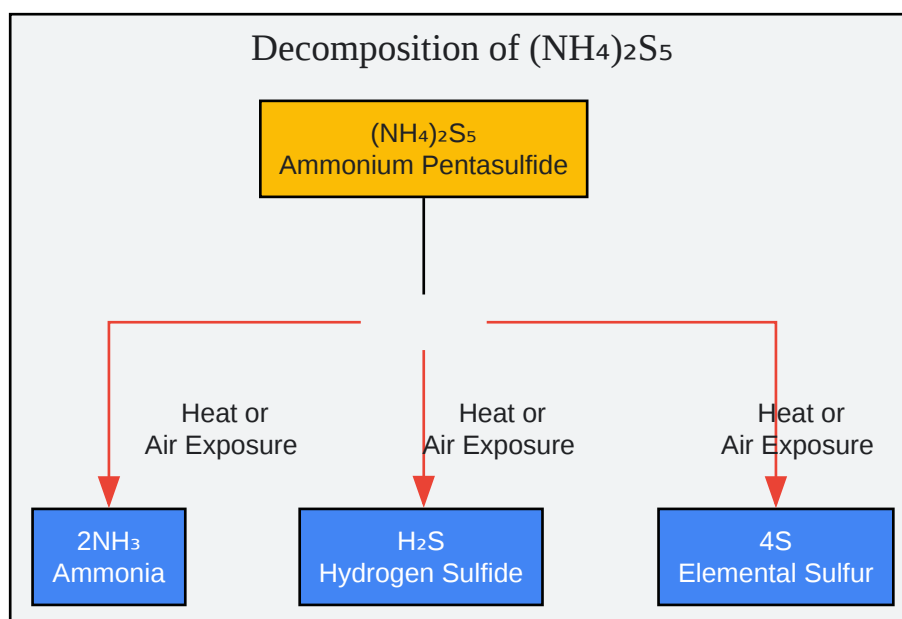 Decomposition of (NH₄)₂S₅
(NH₄)₂S₅
Ammonium Pentasulfide
Heat or
Air Exposure
Heat or
Air Exposure
Heat or
Air Exposure
2NH₃
Ammonia
H₂S
Hydrogen Sulfide
4S
Elemental Sulfur